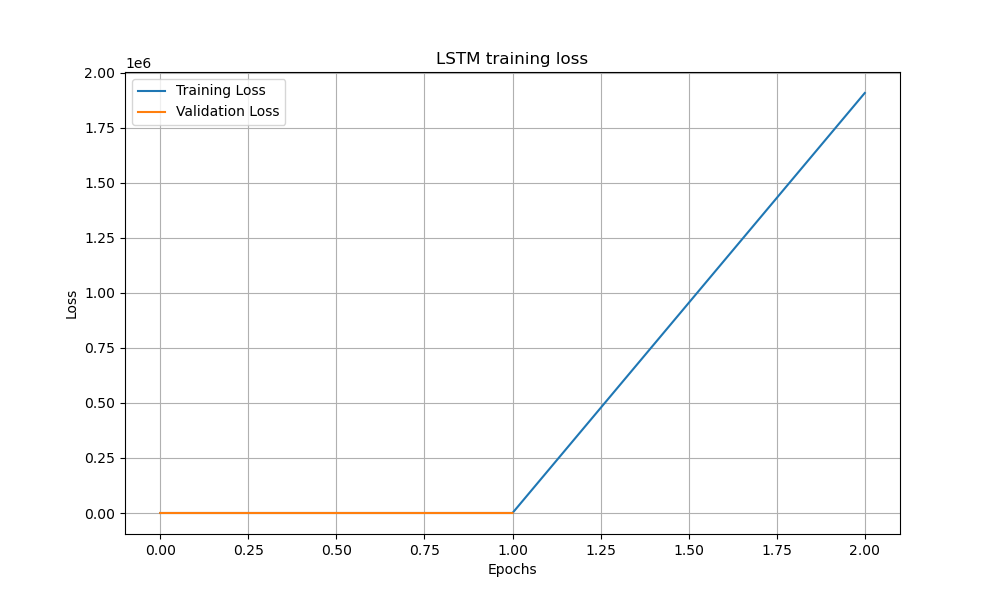 LSTM training loss
1e6
Training Loss
Validation Loss
2.00
1.75
1.50
1.25
1.00
0.75
0.50
0.25
0.00
Loss
0.00 0.25 0.50 0.75 1.00 1.25 1.50 1.75 2.00
Epochs